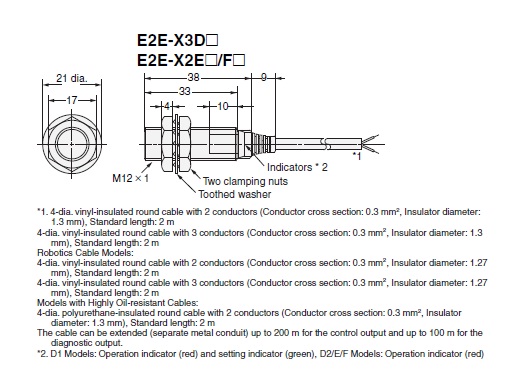 E2E-X3D□
E2E-X2E□/F□
21 dia.
17
38
9
33
4
10
*1
Indicators * 2
M12 × 1
Two clamping nuts
Toothed washer
*1. 4-dia. vinyl-insulated round cable with 2 conductors (Conductor cross section: 0.3 mm², Insulator diameter:
1.3 mm), Standard length: 2 m
4-dia. vinyl-insulated round cable with 3 conductors (Conductor cross section: 0.3 mm², Insulator diameter: 1.3
mm), Standard length: 2 m
Robotics Cable Models:
4-dia. vinyl-insulated round cable with 2 conductors (Conductor cross section: 0.3 mm², Insulator diameter: 1.27
mm), Standard length: 2 m
4-dia. vinyl-insulated round cable with 3 conductors (Conductor cross section: 0.3 mm², Insulator diameter: 1.27
mm), Standard length: 2 m
Models with Highly Oil-resistant Cables:
4-dia. polyurethane-insulated round cable with 2 conductors (Conductor cross section: 0.3 mm², Insulator
diameter: 1.3 mm), Standard length: 2 m
The cable can be extended (separate metal conduit) up to 200 m for the control output and up to 100 m for the
diagnostic output.
*2. D1 Models: Operation indicator (red) and setting indicator (green), D2/E/F Models: Operation indicator (red)